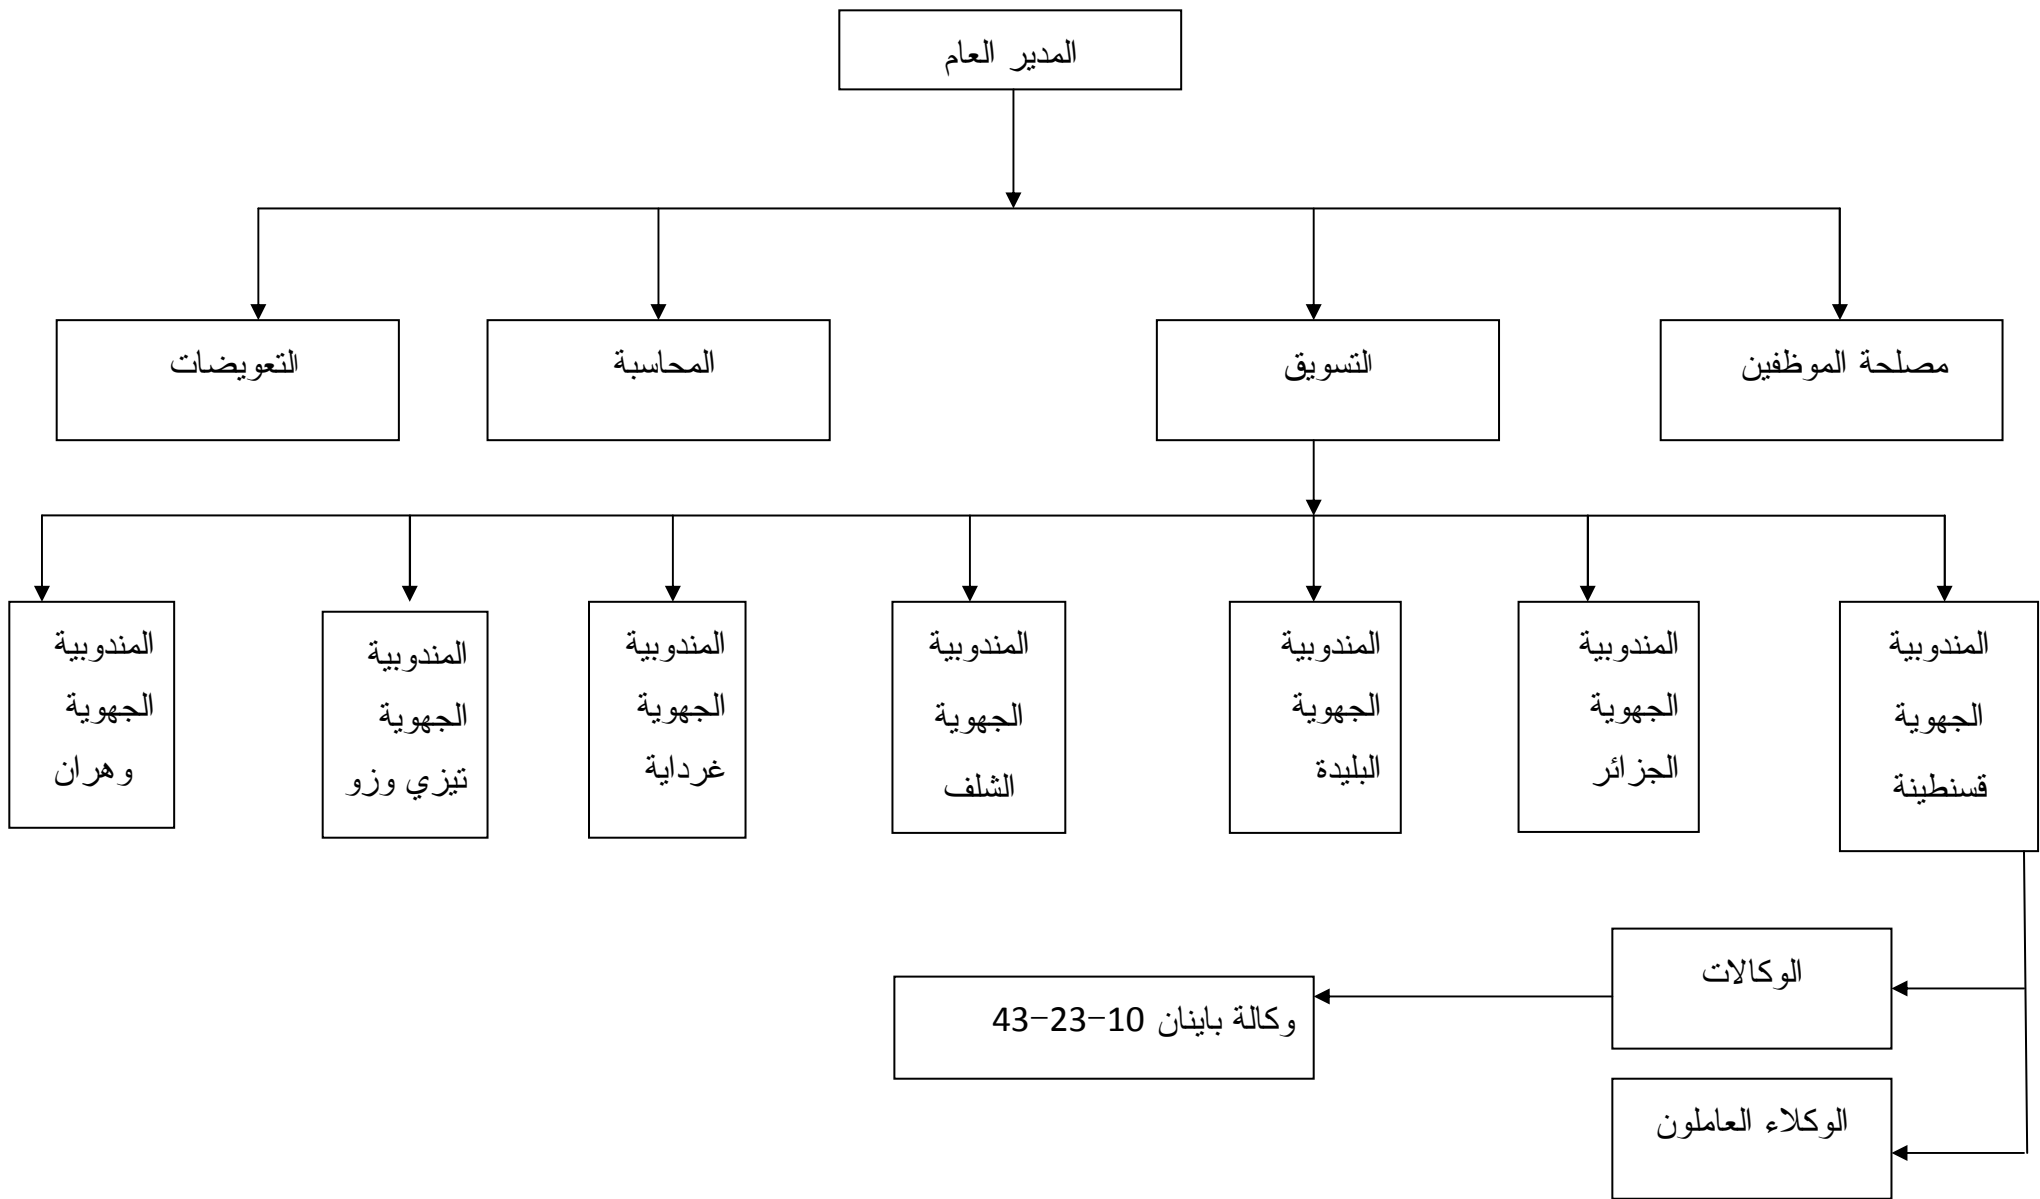 المدير العام
مصلحة الموظفين
التسويق
المحاسبة
التعويضات
المندوبية
الجهوية
قسنطينة
المندوبية
الجهوية
الجزائر
المندوبية
الجهوية
البليدة
المندوبية
الجهوية
الشلف
المندوبية
الجهوية
غرداية
المندوبية
الجهوية
تيزي وزو
المندوبية
الجهوية
وهران
الوكالات
وكالة باينان 10-23-43
الوكلاء العاملون